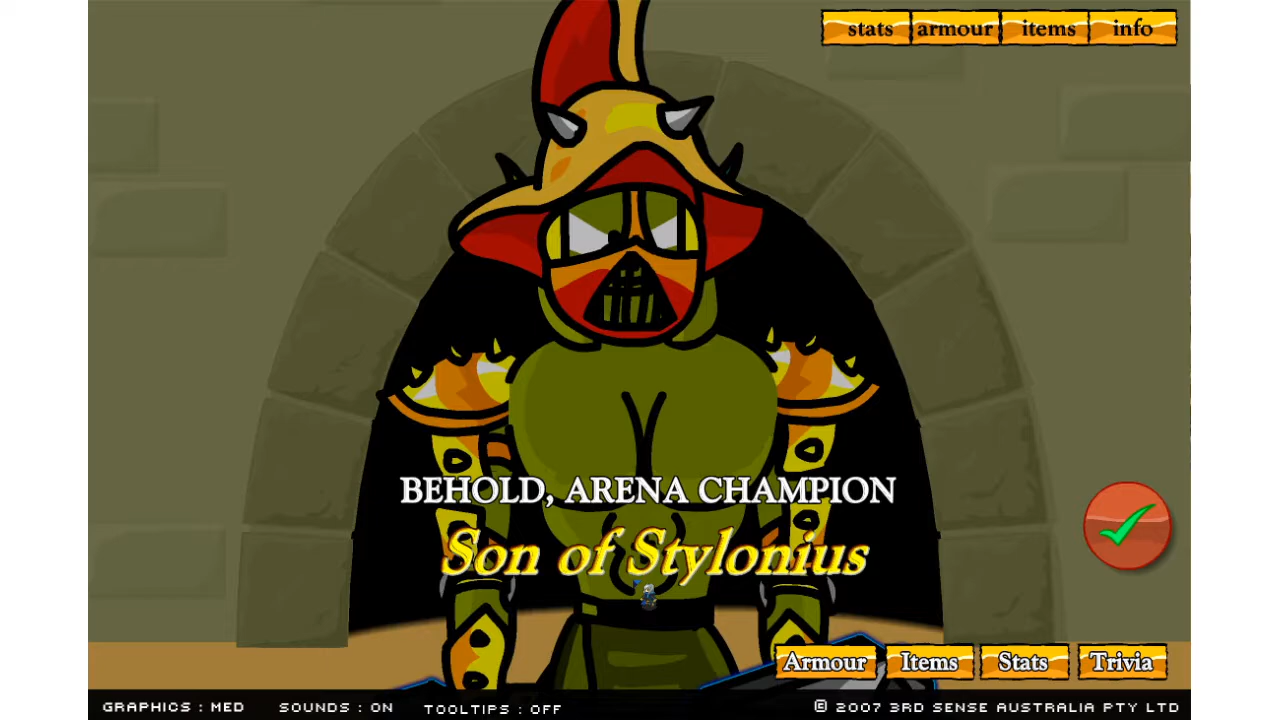 stats armour items info
BEHOLD, ARENA CHAMPION
Son of Stylonius
Armour Items Stats Trivia
GRAPHICS : MED SOUNDS : ON TOOLTIPS : OFF © 2007 3RD SENSE AUSTRALIA PTY LTD